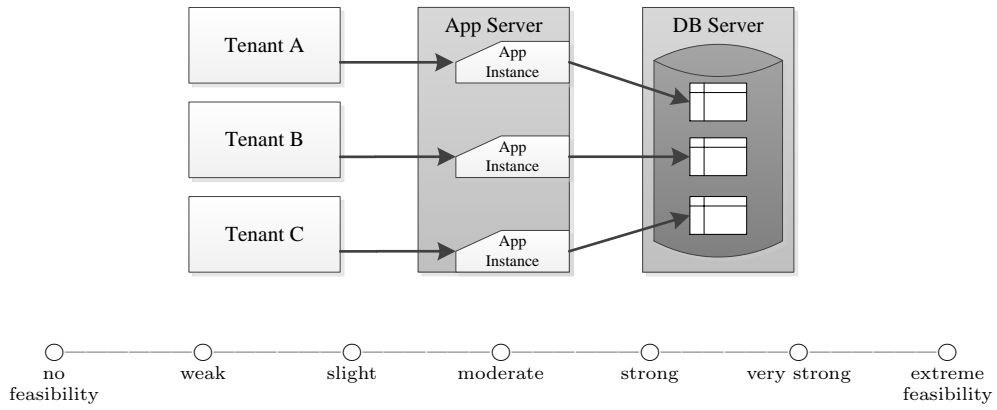 App Server
DB Server
Tenant A
App
Instance
Tenant B
App
Instance
Tenant C
App
Instance
no
feasibility
weak
slight
moderate
strong
very strong
extreme
feasibility